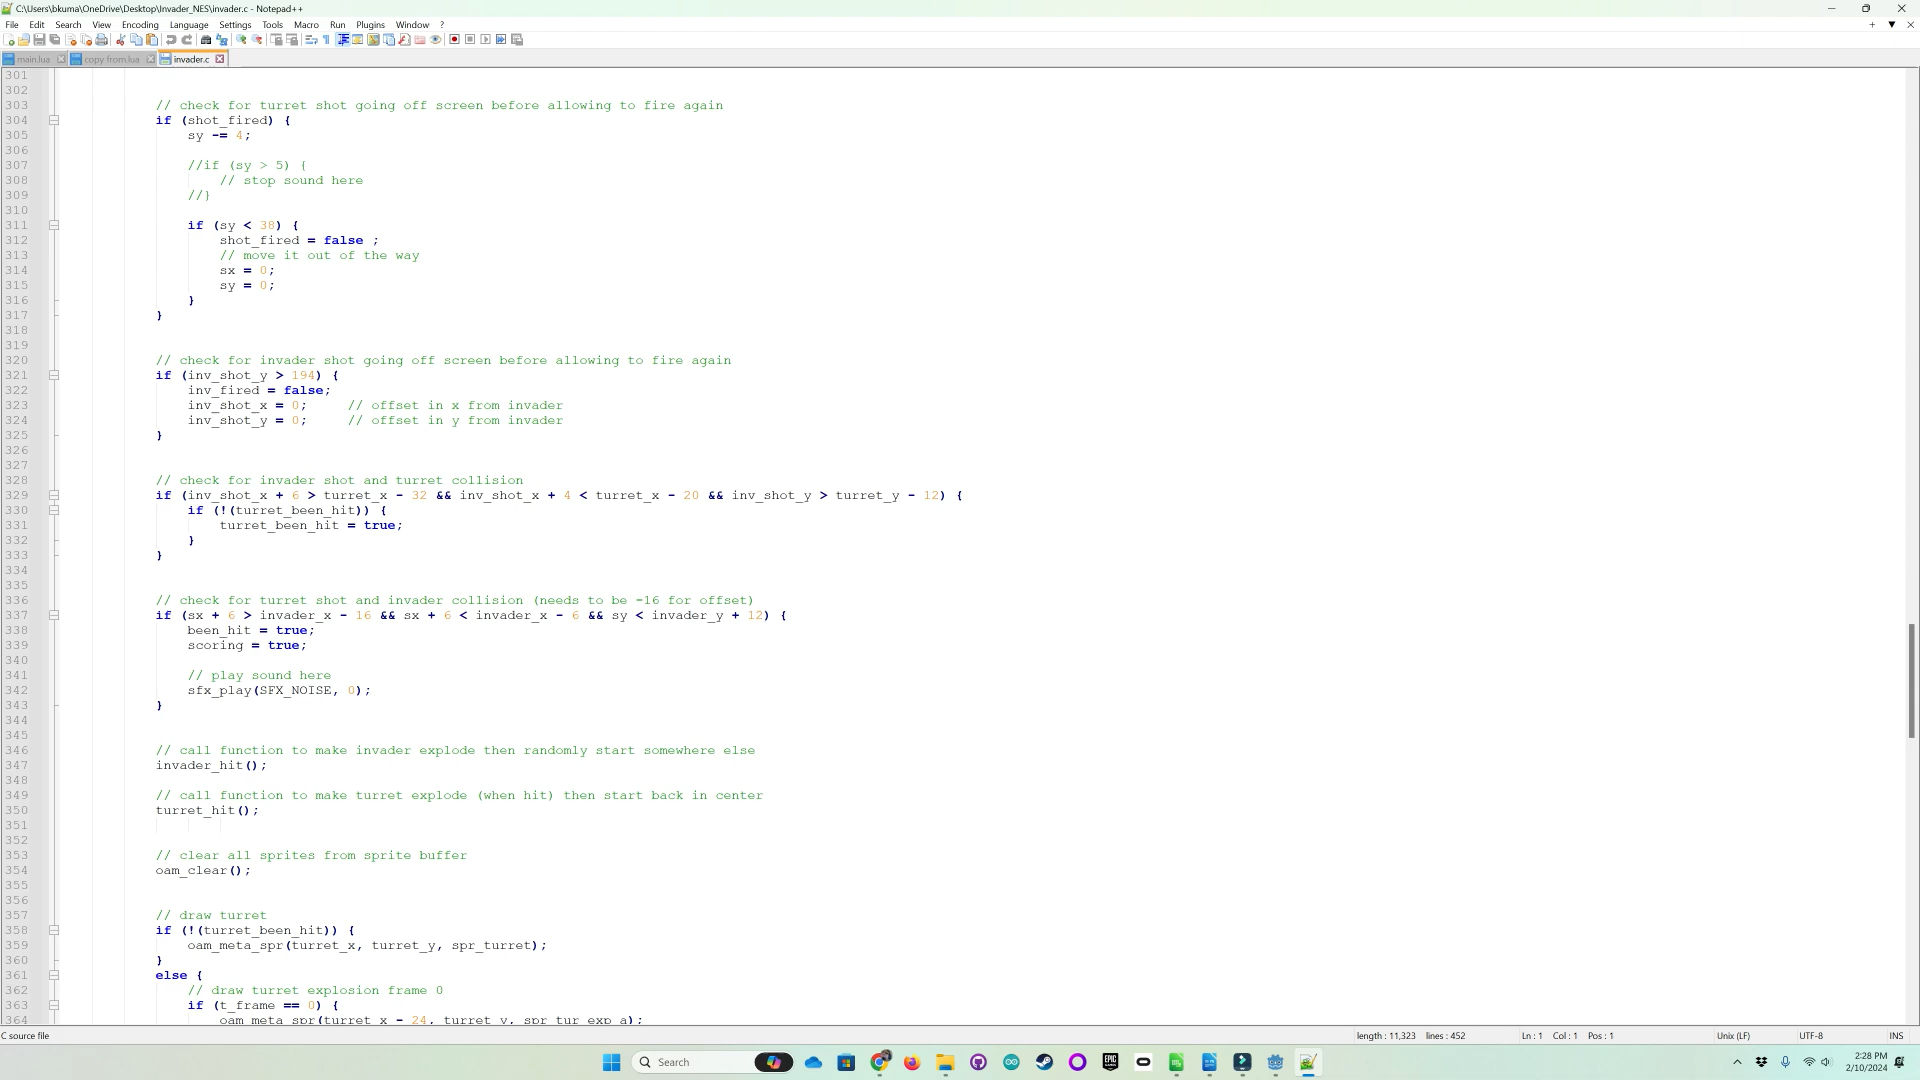 C:\Users\bkuma\OneDrive\Desktop\Invader_NES\invader.c - Notepad++
File Edit Search View Encoding Language Settings Tools Macro Run Plugins Window ?
main.lua copy from.lua invader.c
301
302
303 // check for turret shot going off screen before allowing to fire again
304 if (shot_fired) {
305 sy -= 4;
306
307 //if (sy > 5) {
308 // stop sound here
309 //}
310
311 if (sy < 38) {
312 shot_fired = false ;
313 // move it out of the way
314 sx = 0;
315 sy = 0;
316 }
317 }
318
319
320 // check for invader shot going off screen before allowing to fire again
321 if (inv_shot_y > 194) {
322 inv_fired = false;
323 inv_shot_x = 0; // offset in x from invader
324 inv_shot_y = 0; // offset in y from invader
325 }
326
327
328 // check for invader shot and turret collision
329 if (inv_shot_x + 6 > turret_x - 32 && inv_shot_x + 4 < turret_x - 20 && inv_shot_y > turret_y - 12) {
330 if (!(turret_been_hit)) {
331 turret_been_hit = true;
332 }
333 }
334
335
336 // check for turret shot and invader collision (needs to be -16 for offset)
337 if (sx + 6 > invader_x - 16 && sx + 6 < invader_x - 6 && sy < invader_y + 12) {
338 been_hit = true;
339 scoring = true;
340
341 // play sound here
342 sfx_play(SFX_NOISE, 0);
343 }
344
345
346 // call function to make invader explode then randomly start somewhere else
347 invader_hit();
348
349 // call function to make turret explode (when hit) then start back in center
350 turret_hit();
351
352
353 // clear all sprites from sprite buffer
354 oam_clear();
355
356
357 // draw turret
358 if (!(turret_been_hit)) {
359 oam_meta_spr(turret_x, turret_y, spr_turret);
360 }
361 else {
362 // draw turret explosion frame 0
363 if (t_frame == 0) {
364 oam_meta_spr(turret_x - 24, turret_y, spr_tur_exp_a);
C source file length : 11,323 lines : 452 Ln : 1 Col : 1 Pos : 1 Unix (LF) UTF-8 INS
Search
2:28 PM
2/10/2024